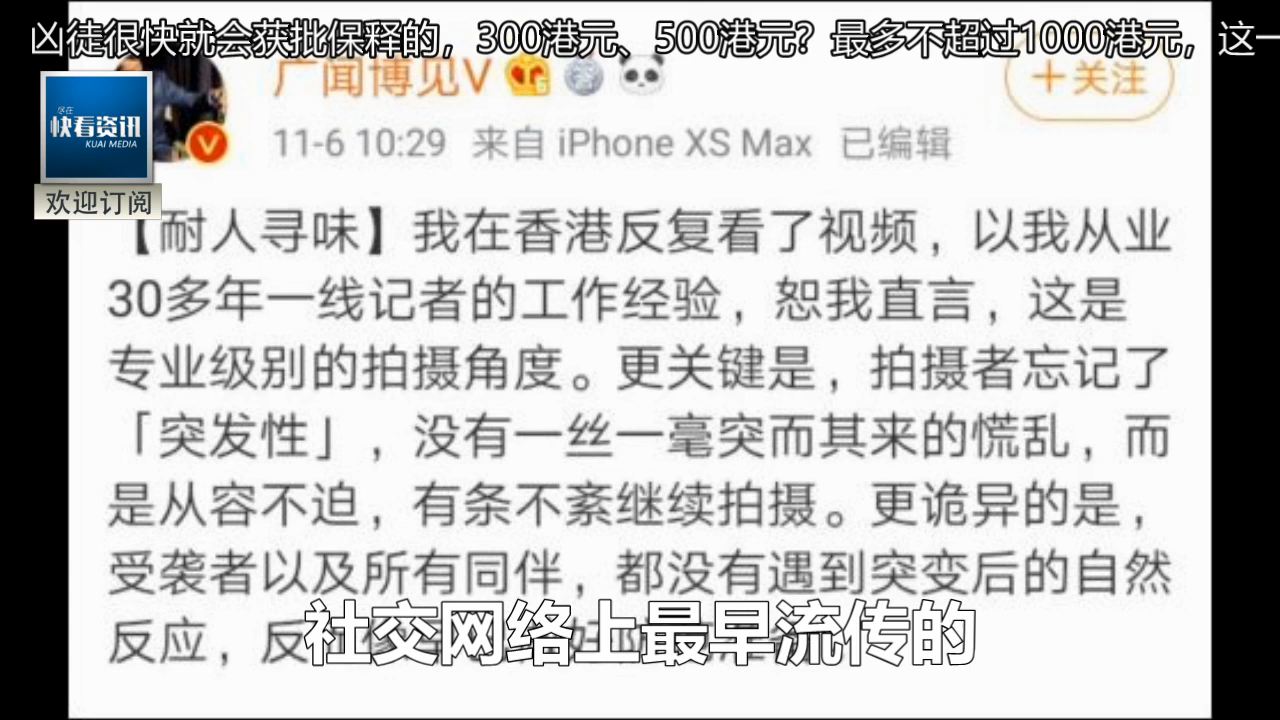 凶徒很快就会获批保释的，300港元、500港元？最多不超过1000港元，这一
广闻博见V
+关注
11-6 10:29 来自 iPhone XS Max 已编辑
尽在
快看资讯
KUAI MEDIA
欢迎订阅
【耐人寻味】我在香港反复看了视频，以我从业
30多年一线记者的工作经验，恕我直言，这是
专业级别的拍摄角度。更关键是，拍摄者忘记了
「突发性」，没有一丝一毫突而其来的慌乱，而
是从容不迫，有条不紊继续拍摄。更诡异的是，
受袭者以及所有同伴，都没有遇到突变后的自然
反应，反
社交网络上最早流传的